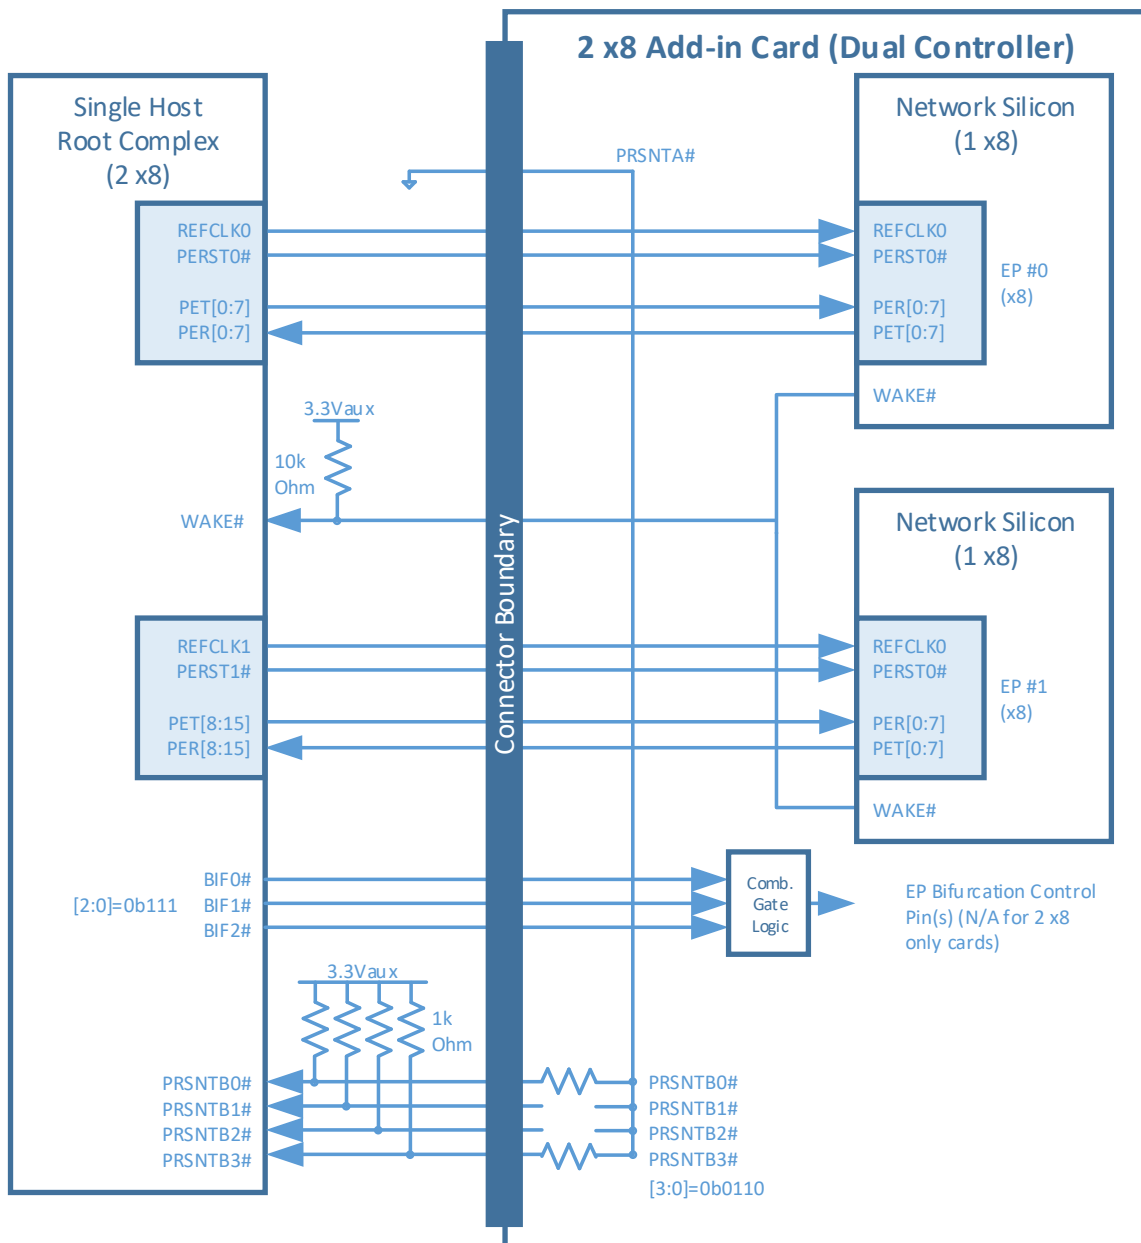 2 x8 Add-in Card (Dual Controller)
Single Host
Root Complex
(2 x8)
Network Silicon
(1 x8)
PRSNTA#
REFCLK0
PERST0#
PET[0:7]
PER[0:7]
REFCLK0
PERST0#
PER[0:7]
PET[0:7]
EP #0
(x8)
WAKE#
3.3Vaux
10k
Ohm
WAKE#
Connector Boundary
Network Silicon
(1 x8)
REFCLK1
PERST1#
PET[8:15]
PER[8:15]
REFCLK0
PERST0#
PER[0:7]
PET[0:7]
EP #1
(x8)
WAKE#
[2:0]=0b111
BIF0#
BIF1#
BIF2#
Comb.
Gate
Logic
EP Bifurcation Control
Pin(s) (N/A for 2 x8
only cards)
3.3Vaux
1k
Ohm
PRSNTB0#
PRSNTB1#
PRSNTB2#
PRSNTB3#
PRSNTB0#
PRSNTB1#
PRSNTB2#
PRSNTB3#
[3:0]=0b0110